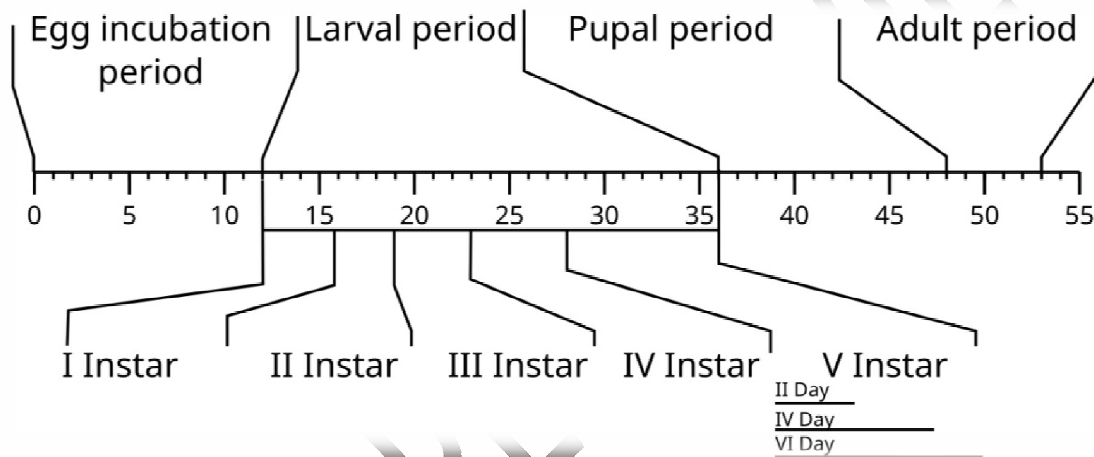 Egg incubation period
Larval period
Pupal period
Adult period
0 5 10 15 20 25 30 35 40 45 50 55
I Instar
II Instar
III Instar
IV Instar
V Instar
II Day
IV Day
VI Day